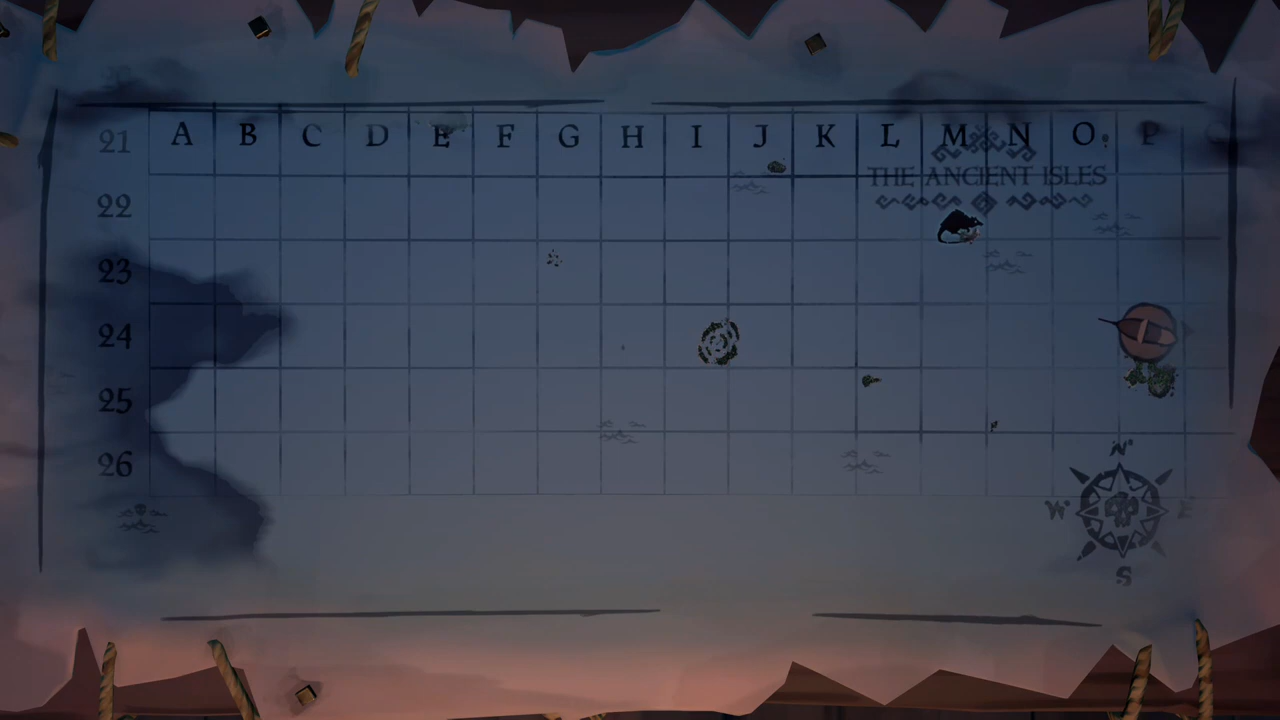 21 A B C D E F G H I J K L M N O P
THE ANCIENT ISLES
22
23
24
25
26
N
W E
S